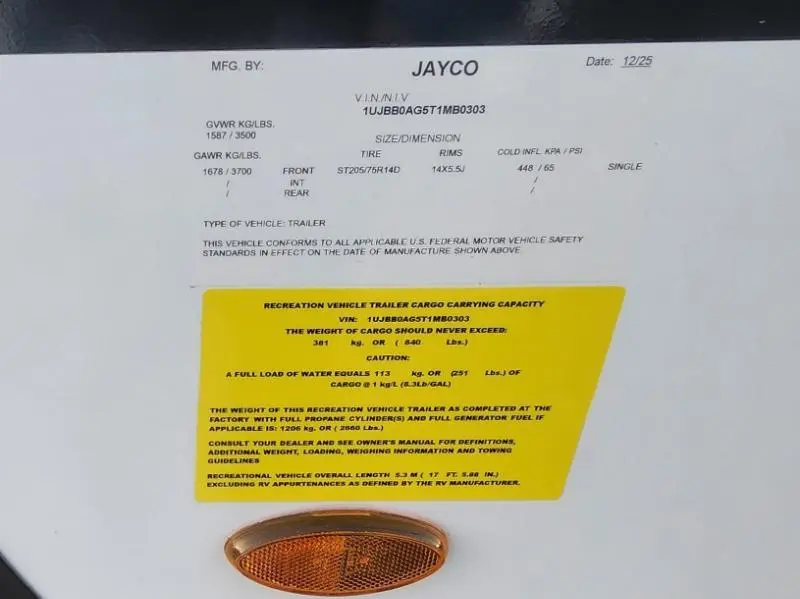 MFG. BY: JAYCO Date: 12/25
V.I.N./N.I.V
1UJBB0AG5T1MB0303
GVWR KG/LBS.
1587 / 3500
SIZE/DIMENSION
GAWR KG/LBS. TIRE RIMS COLD INFL. KPA / PSI
1678 / 3700 FRONT ST205/75R14D 14X5.5J 448 / 65 SINGLE
/ INT /
/ REAR /
TYPE OF VEHICLE: TRAILER
THIS VEHICLE CONFORMS TO ALL APPLICABLE U.S. FEDERAL MOTOR VEHICLE SAFETY
STANDARDS IN EFFECT ON THE DATE OF MANUFACTURE SHOWN ABOVE
RECREATION VEHICLE TRAILER CARGO CARRYING CAPACITY
VIN: 1UJBB0AG5T1MB0303
THE WEIGHT OF CARGO SHOULD NEVER EXCEED:
381 kg. OR ( 840 Lbs.)
CAUTION:
A FULL LOAD OF WATER EQUALS 113 kg. OR (251 Lbs.) OF
CARGO @ 1 kg/L (8.3Lb/GAL)
THE WEIGHT OF THIS RECREATION VEHICLE TRAILER AS COMPLETED AT THE
FACTORY WITH FULL PROPANE CYLINDER(S) AND FULL GENERATOR FUEL IF
APPLICABLE IS: 1206 kg. OR ( 2660 Lbs.)
CONSULT YOUR DEALER AND SEE OWNER'S MANUAL FOR DEFINITIONS,
ADDITIONAL WEIGHT, LOADING, WEIGHING INFORMATION AND TOWING
GUIDELINES
RECREATIONAL VEHICLE OVERALL LENGTH 5.3 M ( 17 FT. 5.88 IN.)
EXCLUDING RV APPURTENANCES AS DEFINED BY THE RV MANUFACTURER.